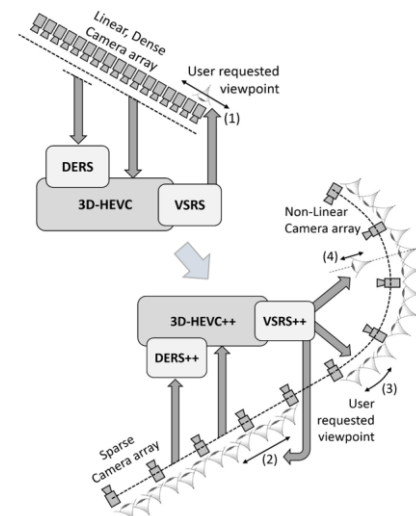 Linear, Dense
Camera array
User requested
viewpoint
(1)
DERS
3D-HEVC
VSRS
Non-Linear
Camera array
(4)
3D-HEVC++
VSRS++
DERS++
(3)
User
requested
viewpoint
Sparse
Camera array
(2)